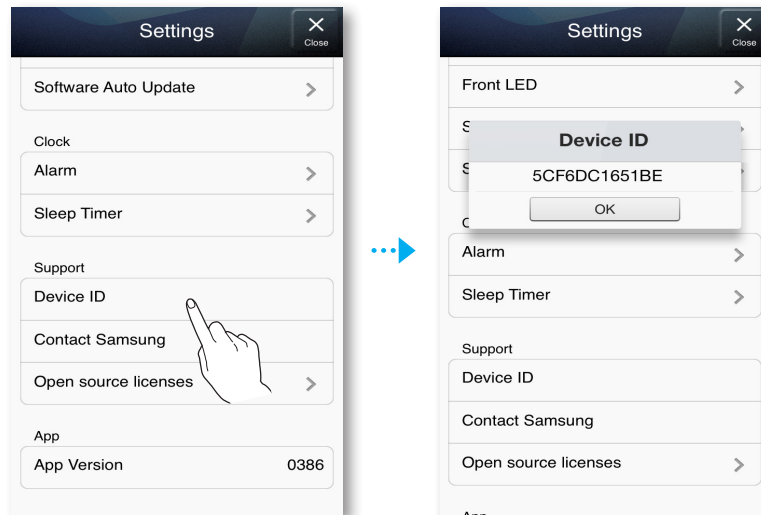 Settings
Close
Software Auto Update
Clock
Alarm
Sleep Timer
Support
Device ID
Contact Samsung
Open source licenses
App
App Version 0386
Settings
Close
Front LED
S
Device ID
S
5CF6DC1651BE
OK
C
Alarm
Sleep Timer
Support
Device ID
Contact Samsung
Open source licenses
App